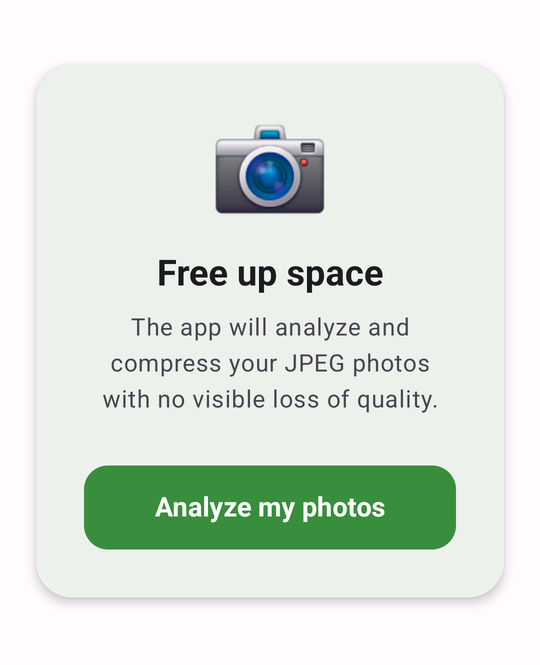 Free up space
The app will analyze and
compress your JPEG photos
with no visible loss of quality.
Analyze my photos